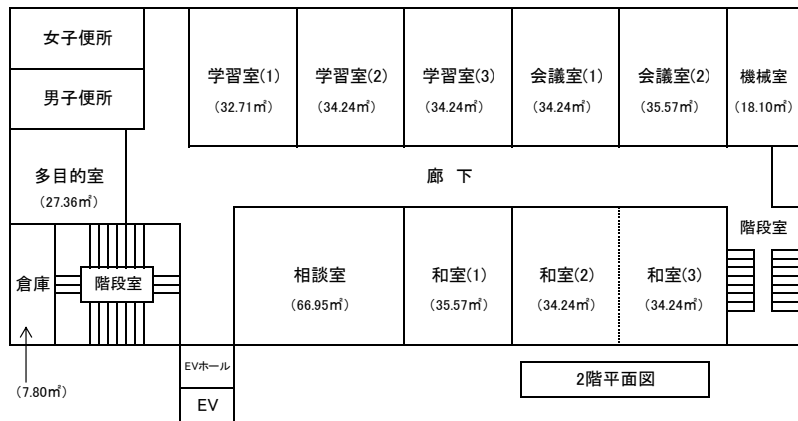 女子便所
男子便所
学習室(1)
(32.71㎡)
学習室(2)
(34.24㎡)
学習室(3)
(34.24㎡)
会議室(1)
(34.24㎡)
会議室(2)
(35.57㎡)
機械室
(18.10㎡)
多目的室
(27.36㎡)
廊 下
倉庫
(7.80㎡)
階段室
相談室
(66.95㎡)
和室(1)
(35.57㎡)
和室(2)
(34.24㎡)
和室(3)
(34.24㎡)
階段室
EVホール
EV
2階平面図